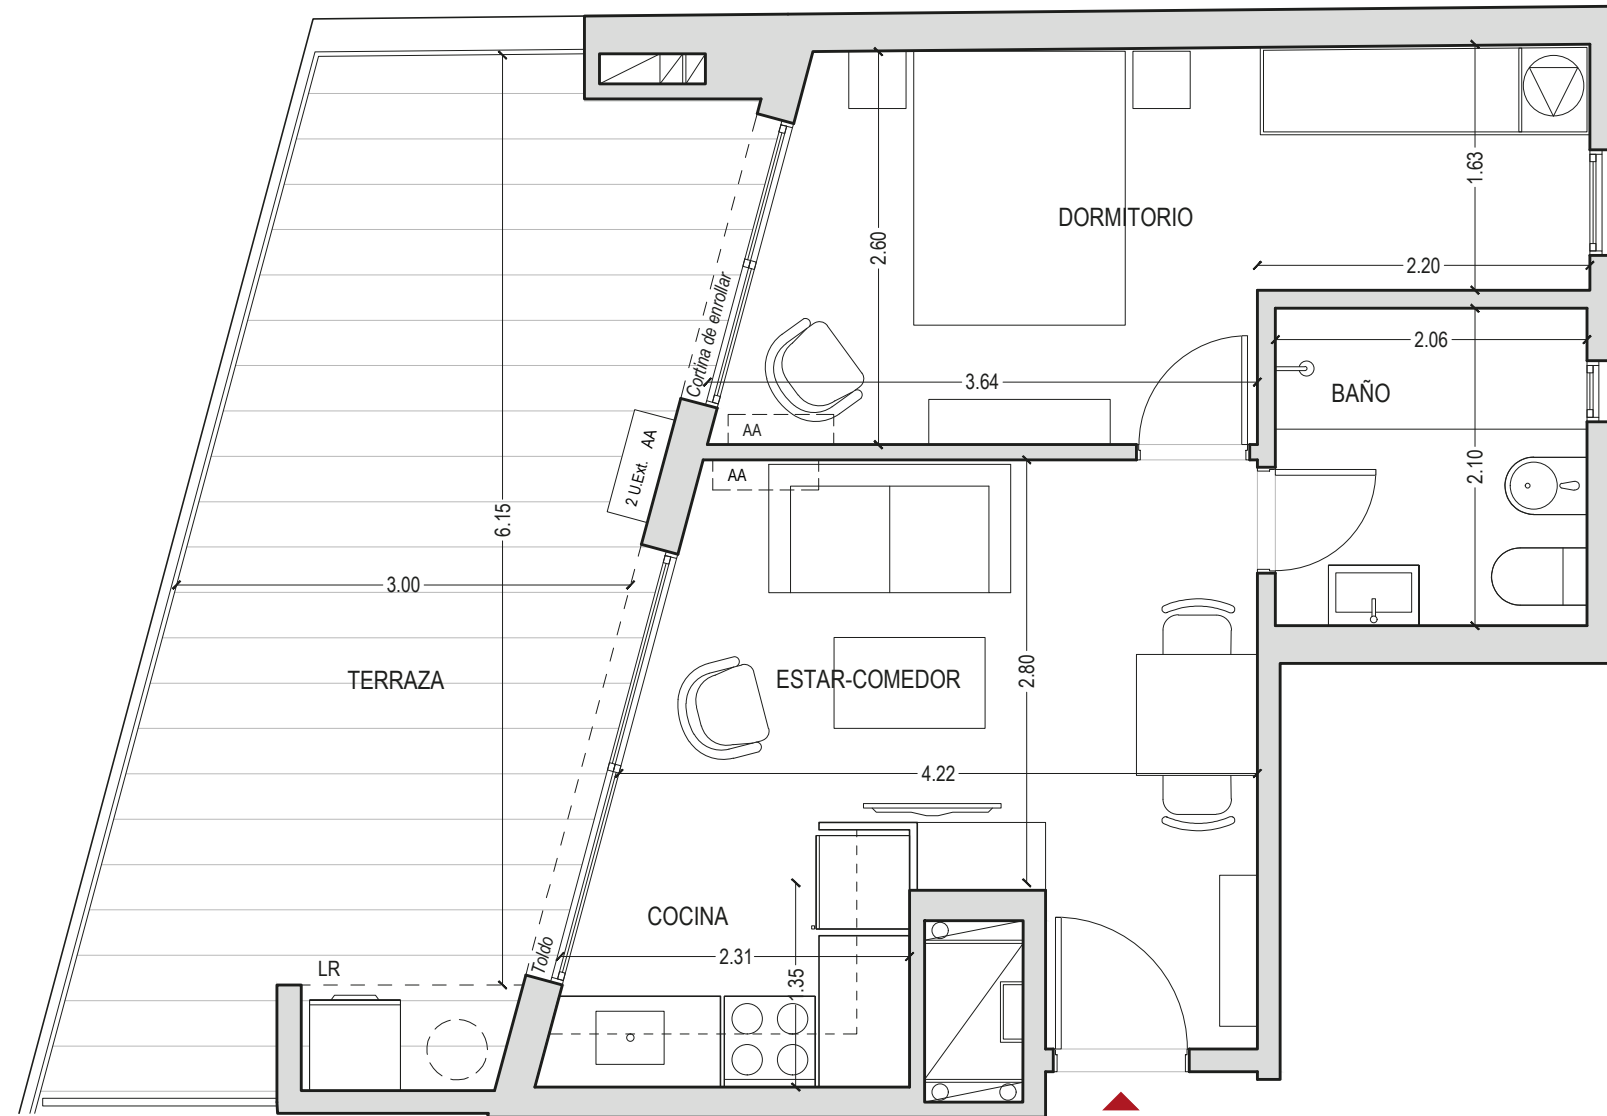 DORMITORIO
1.63
2.60
2.20
Cortina de enrollar
2.06
3.64
BAÑO
AA
2 U.Ext. AA
AA
2.10
6.15
3.00
TERRAZA
ESTAR-COMEDOR
2.80
4.22
COCINA
2.31
Toldo
LR